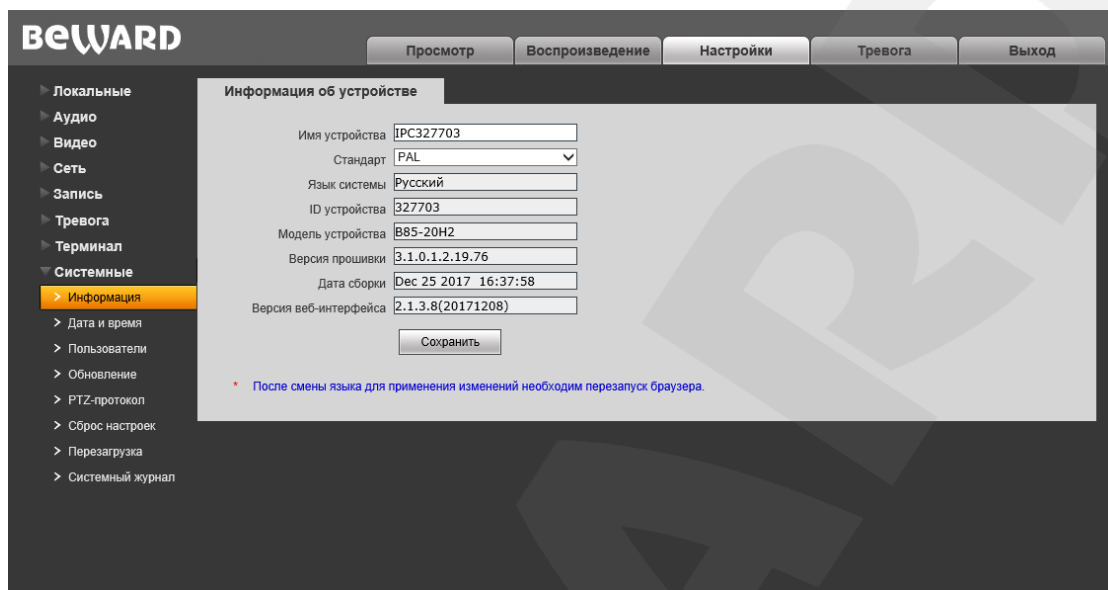 BEWARD
Просмотр Воспроизведение Настройки Тревога Выход
Локальные
Аудио
Видео
Сеть
Запись
Тревога
Терминал
Системные
Информация
Дата и время
Пользователи
Обновление
PTZ-протокол
Сброс настроек
Перезагрузка
Системный журнал
Информация об устройстве
Имя устройства IPC327703
Стандарт PAL
Язык системы Русский
ID устройства 327703
Модель устройства B85-20H2
Версия прошивки 3.1.0.1.2.19.76
Дата сборки Dec 25 2017 16:37:58
Версия веб-интерфейса 2.1.3.8(20171208)
Сохранить
* После смены языка для применения изменений необходим перезапуск браузера.